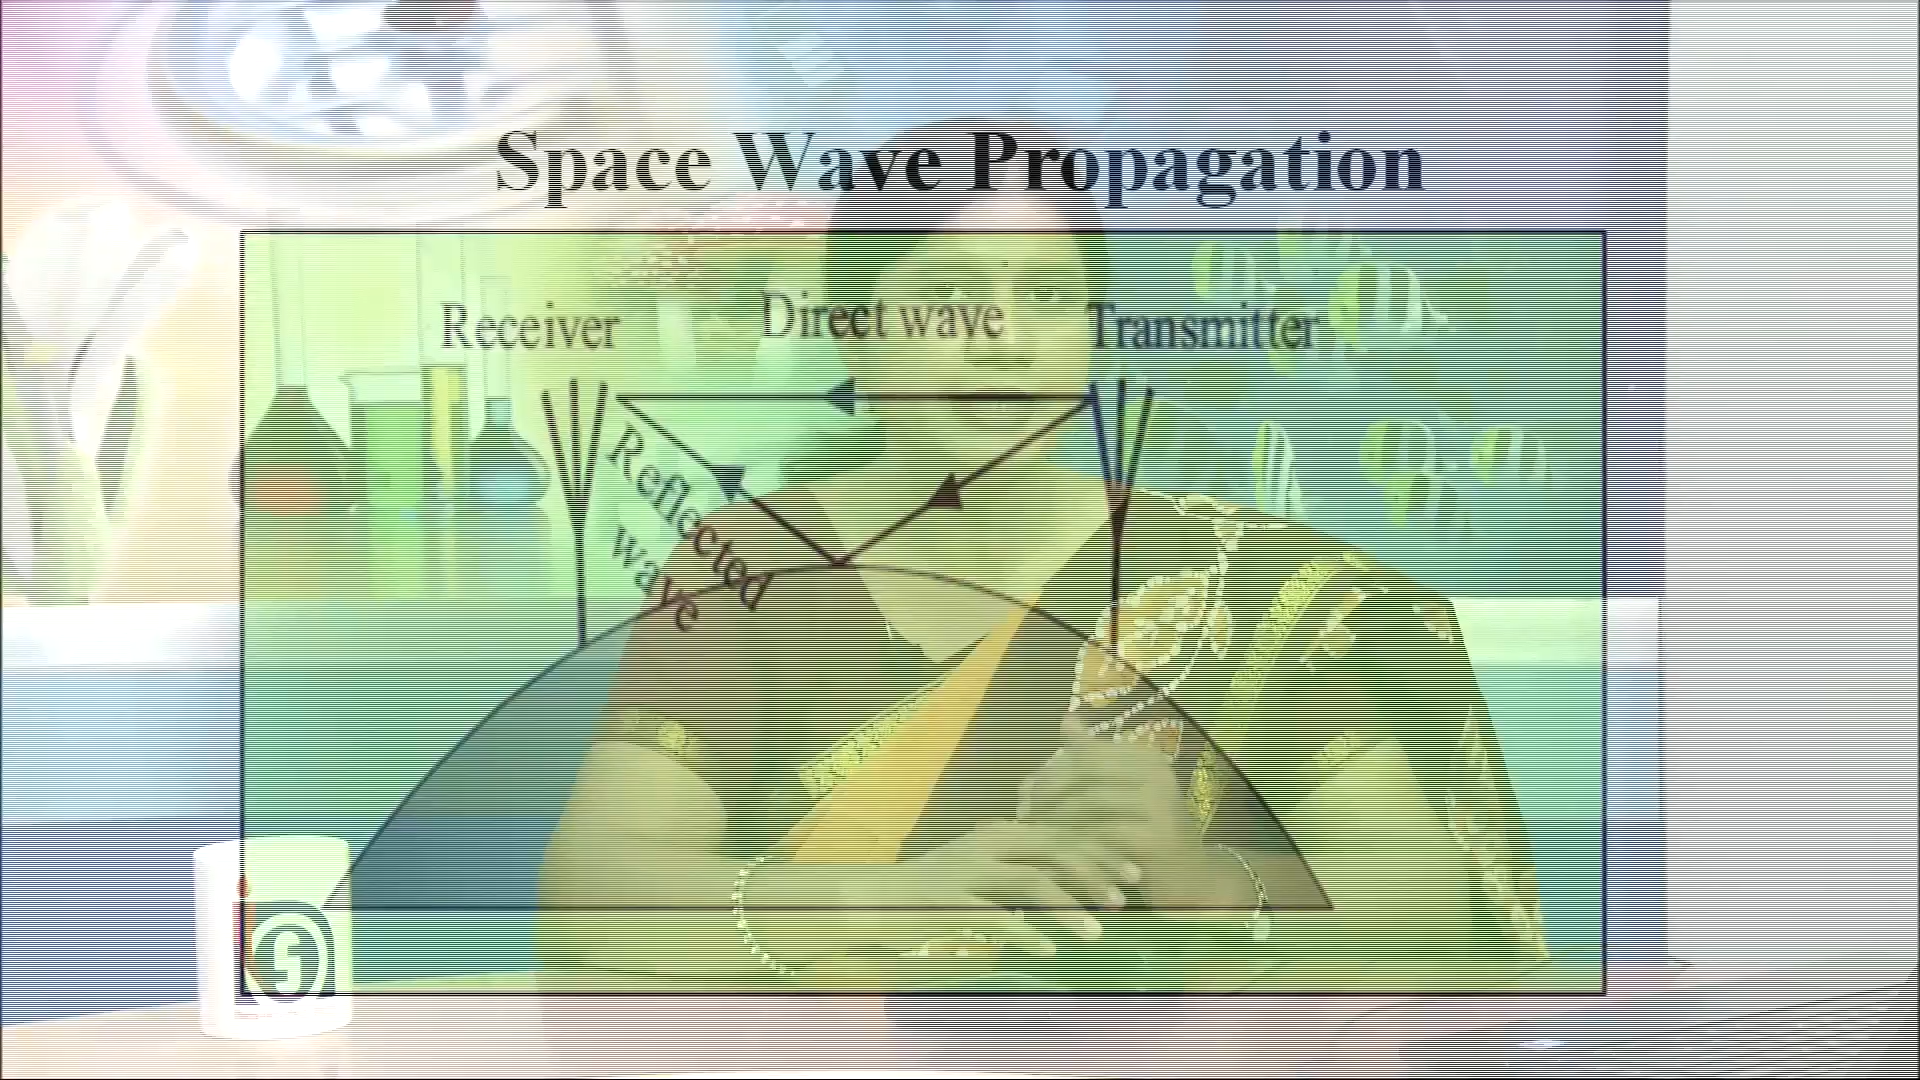 Space Wave Propagation
Receiver
Direct wave
Transmitter
Reflected
wave